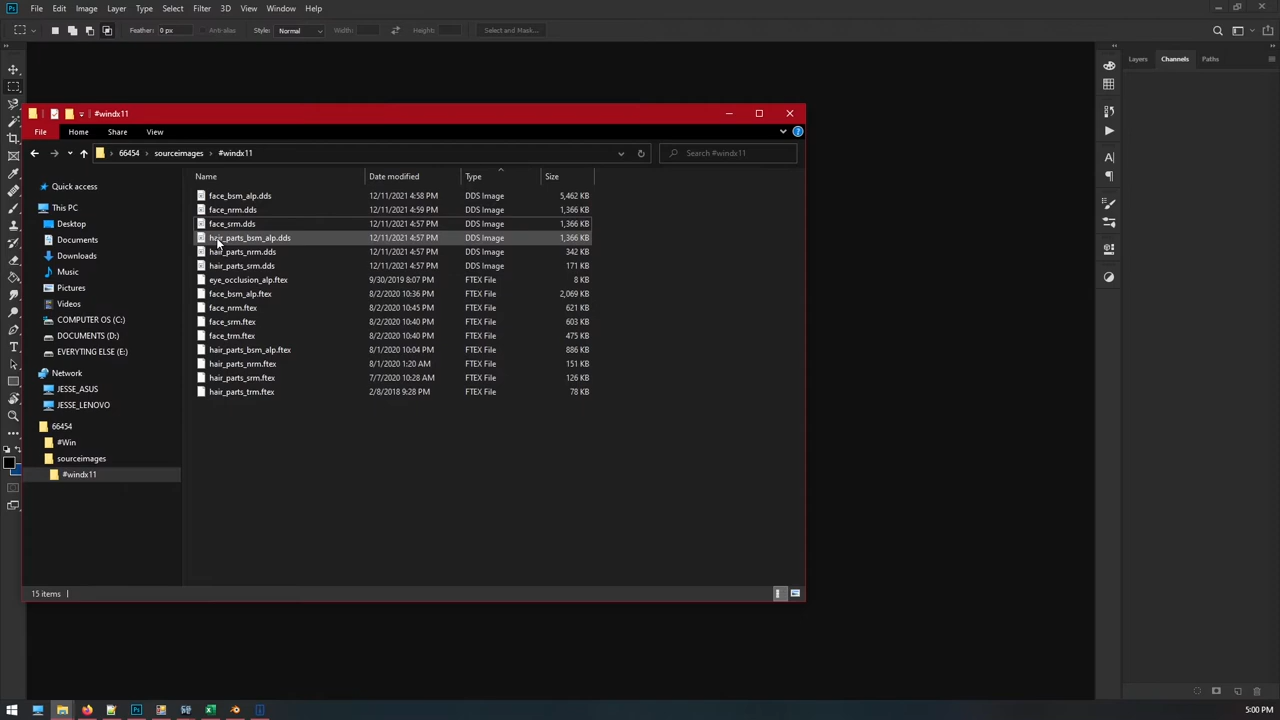 Ps File Edit Image Layer Type Select Filter 3D View Window Help
Feather: 0 px Anti-alias Style: Normal Width: Height: Select and Mask...
Layers Channels Paths
#windx11
File Home Share View
66454 sourceimages #windx11 Search #windx11
Name Date modified Type Size
Quick access
This PC
Desktop
Documents
Downloads
Music
Pictures
Videos
COMPUTER OS (C:)
DOCUMENTS (D:)
EVERYTING ELSE (E:)
Network
JESSE_ASUS
JESSE_LENOVO
66454
#Win
sourceimages
#windx11
face_bsm_alp.dds 12/11/2021 4:58 PM DDS Image 5,462 KB
face_nrm.dds 12/11/2021 4:59 PM DDS Image 1,366 KB
face_srm.dds 12/11/2021 4:57 PM DDS Image 1,366 KB
hair_parts_bsm_alp.dds 12/11/2021 4:57 PM DDS Image 1,366 KB
hair_parts_nrm.dds 12/11/2021 4:57 PM DDS Image 342 KB
hair_parts_srm.dds 12/11/2021 4:57 PM DDS Image 171 KB
eye_occlusion_alp.ftex 9/30/2019 8:07 PM FTEX File 8 KB
face_bsm_alp.ftex 8/2/2020 10:36 PM FTEX File 2,069 KB
face_nrm.ftex 8/2/2020 10:45 PM FTEX File 621 KB
face_srm.ftex 8/2/2020 10:40 PM FTEX File 603 KB
face_trm.ftex 8/2/2020 10:40 PM FTEX File 475 KB
hair_parts_bsm_alp.ftex 8/1/2020 10:04 PM FTEX File 886 KB
hair_parts_nrm.ftex 8/1/2020 1:20 AM FTEX File 151 KB
hair_parts_srm.ftex 7/7/2020 10:28 AM FTEX File 126 KB
hair_parts_trm.ftex 2/8/2018 9:28 PM FTEX File 78 KB
15 items
5:00 PM